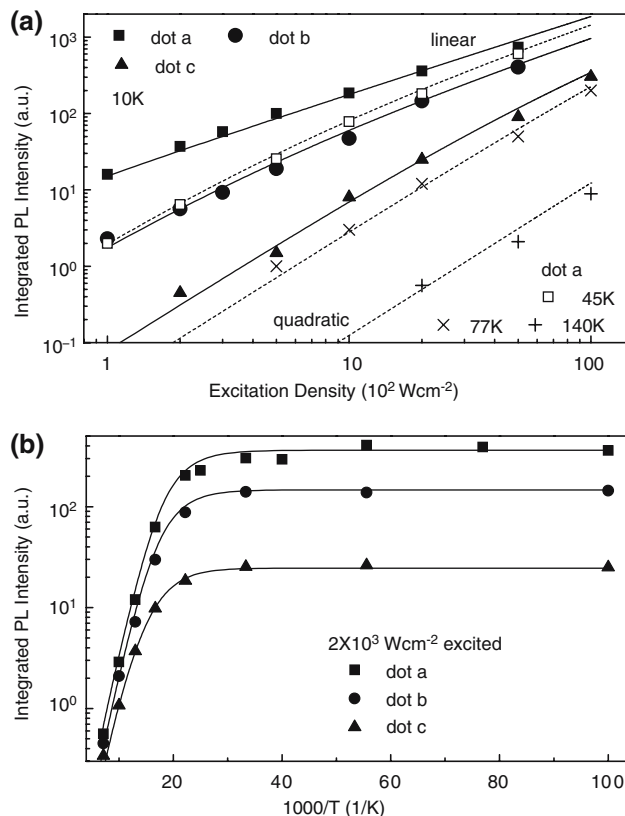 (a)
10³
10²
10¹
10⁰
10⁻¹
Integrated PL Intensity (a.u.)
■ dot a ● dot b
▲ dot c
10K
linear
quadratic
dot a
□ 45K
× 77K + 140K
1 10 100
Excitation Density (10² Wcm⁻²)
(b)
10²
10¹
10⁰
Integrated PL Intensity (a.u.)
2X10³ Wcm⁻² excited
■ dot a
● dot b
▲ dot c
20 40 60 80 100
1000/T (1/K)